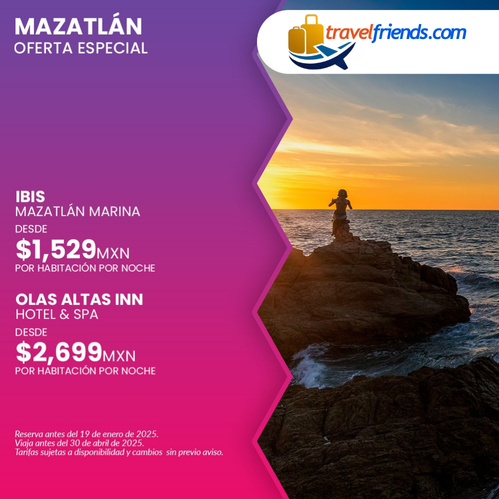 MAZATLÁN
OFERTA ESPECIAL
travelfriends.com
IBIS
MAZATLÁN MARINA
DESDE
$1,529MXN
POR HABITACIÓN POR NOCHE
OLAS ALTAS INN
HOTEL & SPA
DESDE
$2,699MXN
POR HABITACIÓN POR NOCHE
Reserva antes del 19 de enero de 2025.
Viaja antes del 30 de abril de 2025.
Tarifas sujetas a disponibilidad y cambios sin previo aviso.